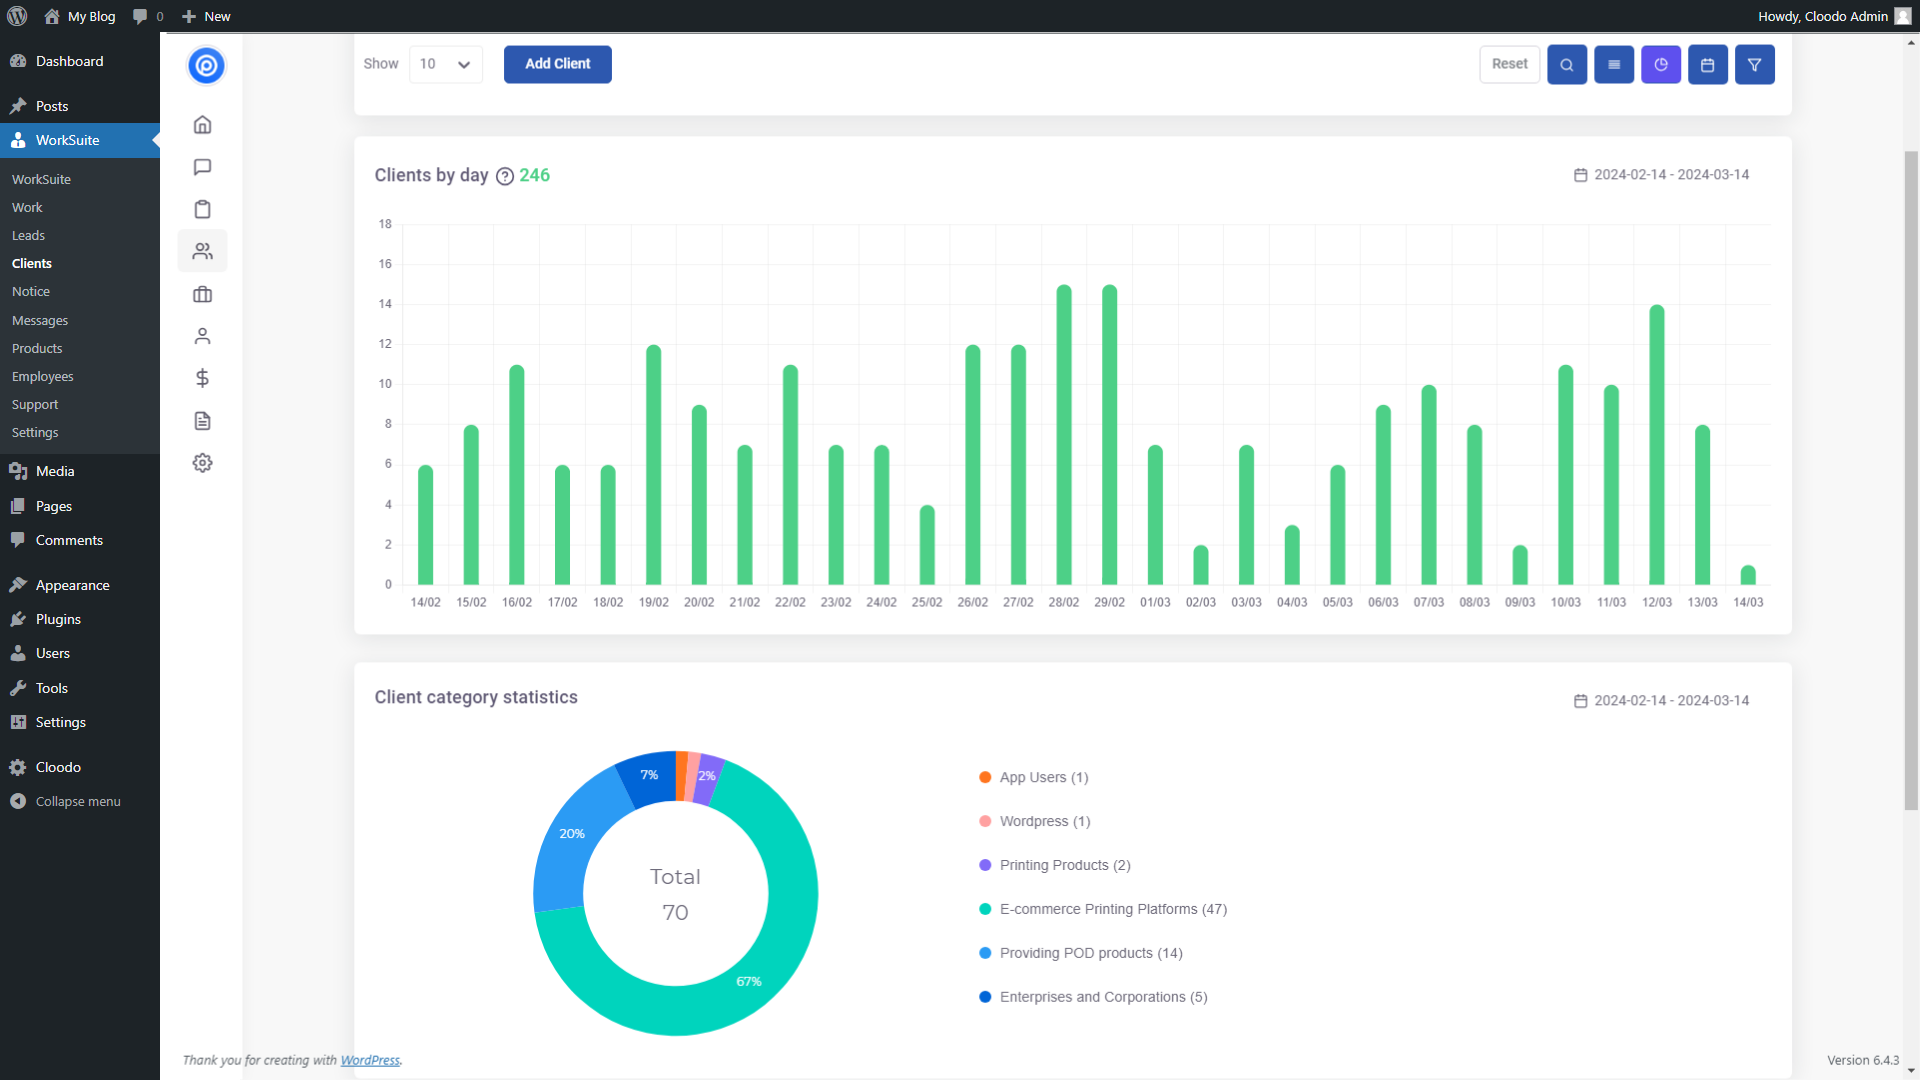 My Blog 0 New Howdy, Cloodo Admin
Dashboard
Posts
WorkSuite
WorkSuite
Work
Leads
Clients
Notice
Messages
Products
Employees
Support
Settings
Media
Pages
Comments
Appearance
Plugins
Users
Tools
Settings
Cloodo
Collapse menu
Show 10 Add Client Reset
Clients by day 246 2024-02-14 - 2024-03-14
18
16
14
12
10
8
6
4
2
0
14/02 15/02 16/02 17/02 18/02 19/02 20/02 21/02 22/02 23/02 24/02 25/02 26/02 27/02 28/02 29/02 01/03 02/03 03/03 04/03 05/03 06/03 07/03 08/03 09/03 10/03 11/03 12/03 13/03 14/03
Client category statistics 2024-02-14 - 2024-03-14
7%
2%
20%
67%
Total
70
App Users (1)
Wordpress (1)
Printing Products (2)
E-commerce Printing Platforms (47)
Providing POD products (14)
Enterprises and Corporations (5)
Thank you for creating with WordPress. Version 6.4.3